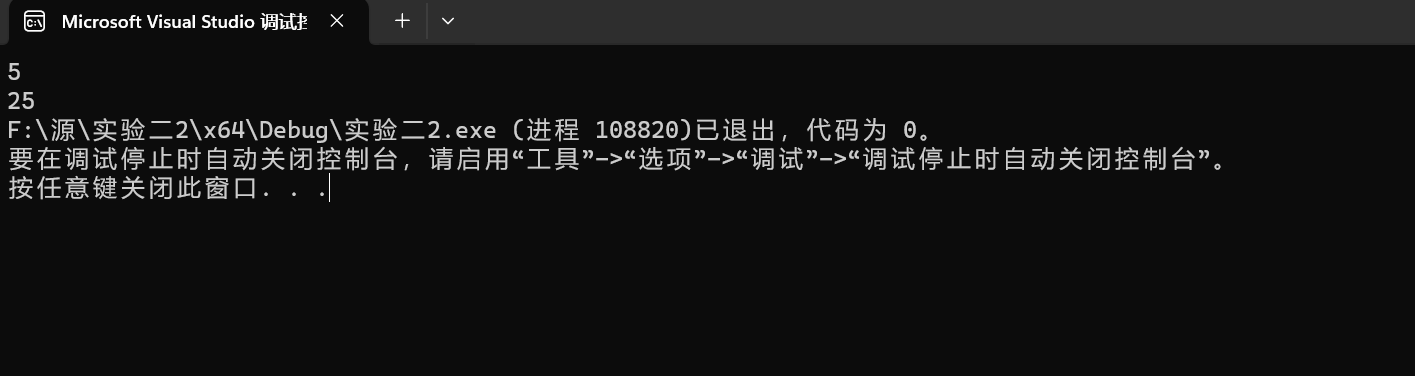 Microsoft Visual Studio 调试
5
25
F:\源\实验二2\x64\Debug\实验二2.exe (进程 108820)已退出，代码为 0。
要在调试停止时自动关闭控制台，请启用“工具”->“选项”->“调试”->“调试停止时自动关闭控制台”。
按任意键关闭此窗口. . .